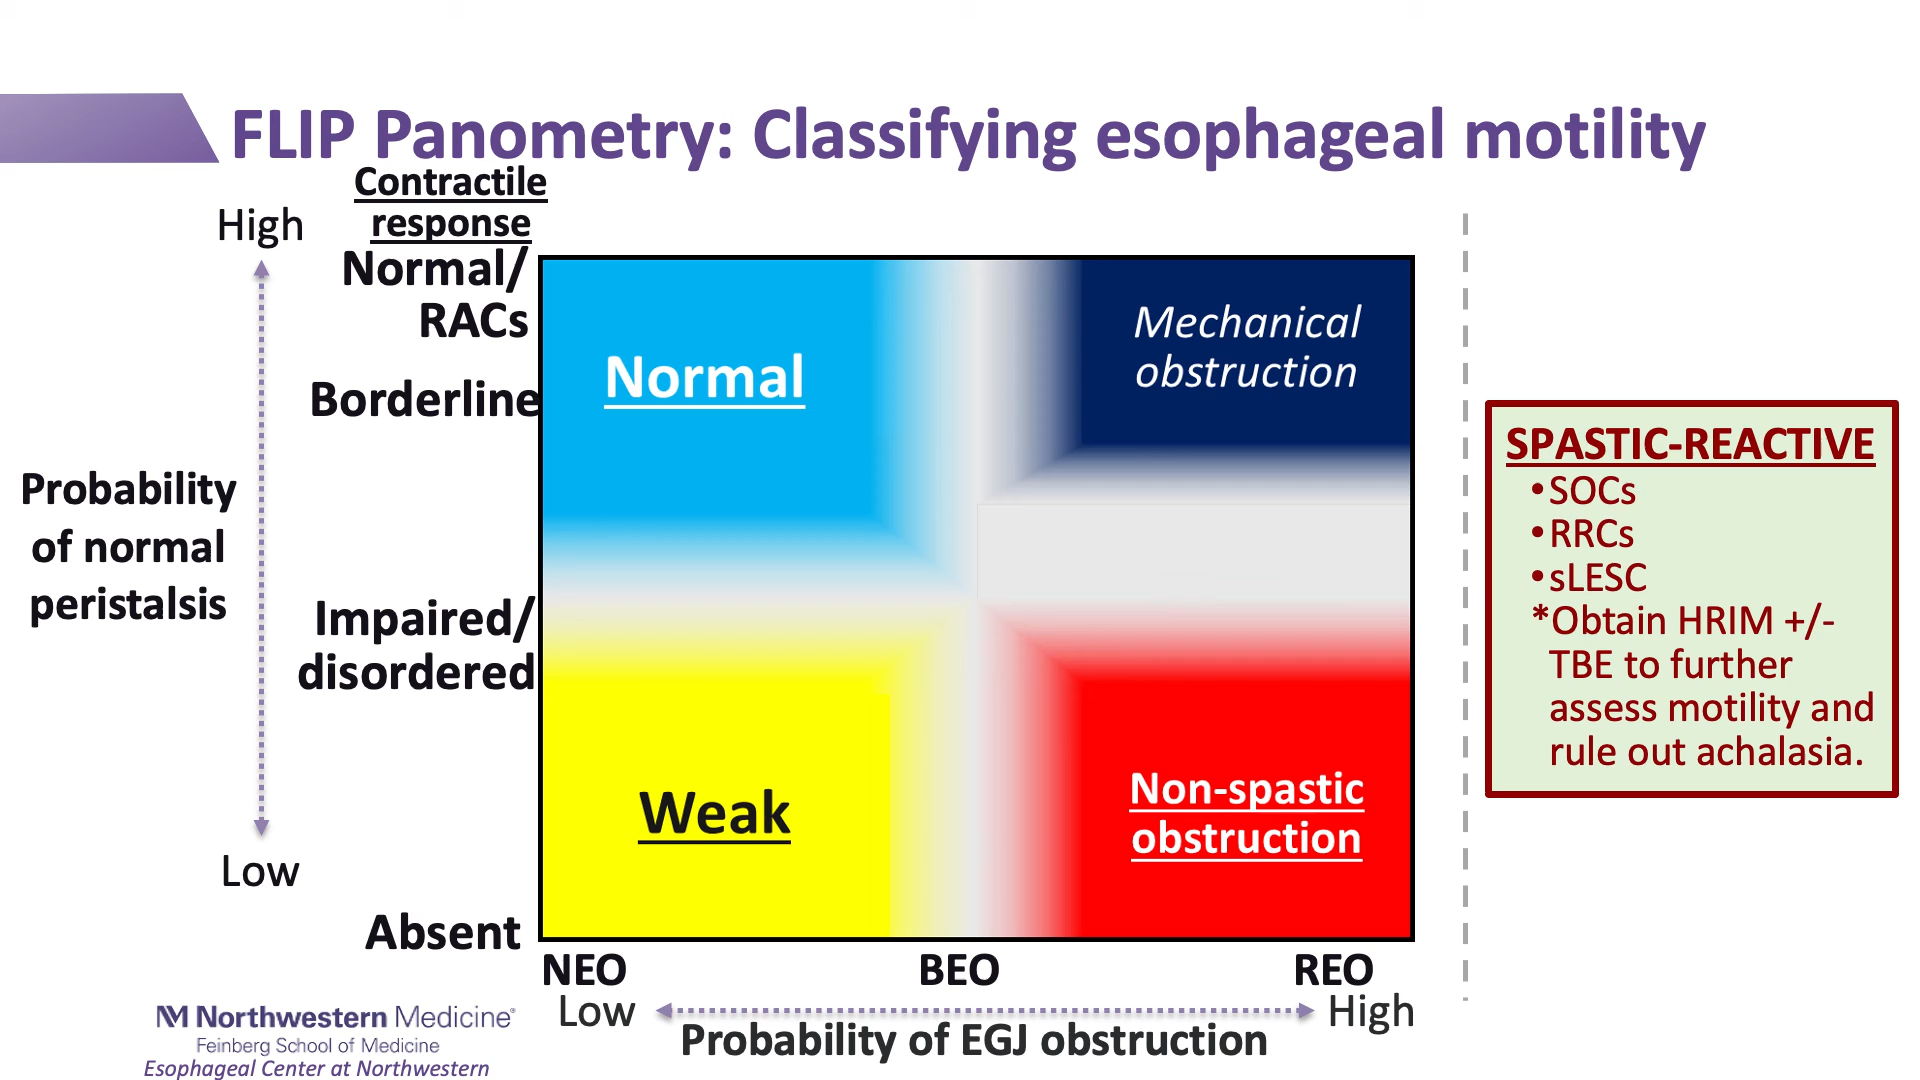 FLIP Panometry: Classifying esophageal motility
Contractile
response
High
Normal/
RACs
Borderline
Probability
of normal
peristalsis
Impaired/
disordered
Low
Absent
Normal
Mechanical
obstruction
Weak
Non-spastic
obstruction
NEO
BEO
REO
Low
High
Probability of EGJ obstruction
SPASTIC-REACTIVE
•SOCs
•RRCs
•sLESC
*Obtain HRIM +/-
TBE to further
assess motility and
rule out achalasia.
M Northwestern Medicine®
Feinberg School of Medicine
Esophageal Center at Northwestern